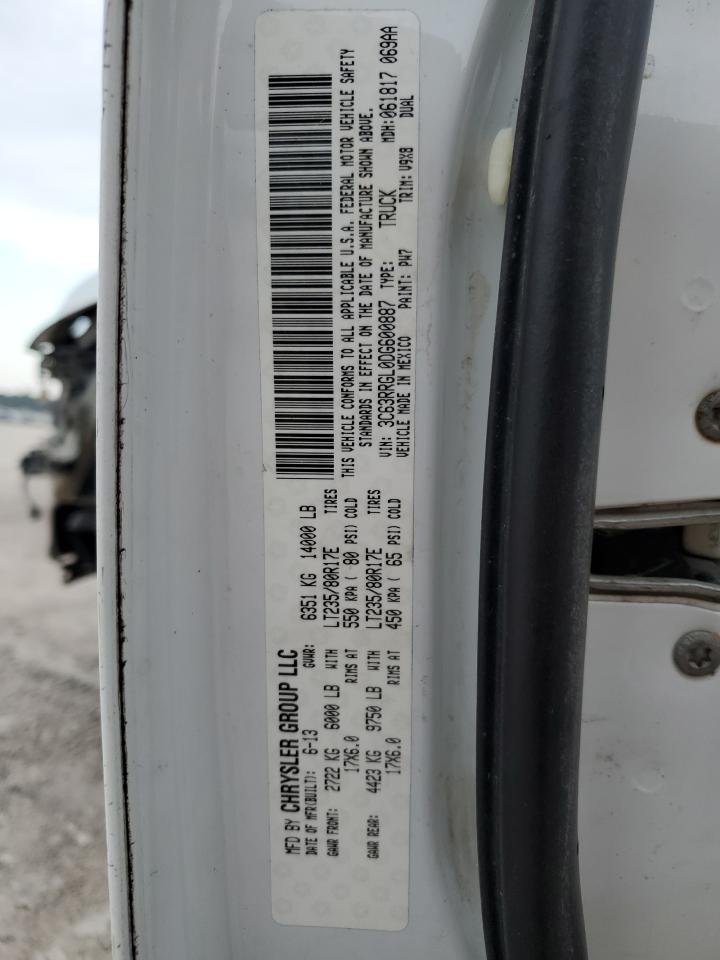 MFD BY CHRYSLER GROUP LLC
DATE OF MFR(BUILT): 6-13 GVWR: 6351 KG 14000 LB
GAWR FRONT: 2722 KG 6000 LB WITH LT235/80R17E TIRES
17X6.0 RIMS AT 550 KPA ( 80 PSI) COLD
GAWR REAR: 4423 KG 9750 LB WITH LT235/80R17E TIRES
17X6.0 RIMS AT 450 KPA ( 65 PSI) COLD
THIS VEHICLE CONFORMS TO ALL APPLICABLE U.S.A. FEDERAL MOTOR VEHICLE SAFETY
STANDARDS IN EFFECT ON THE DATE OF MANUFACTURE SHOWN ABOVE.
VIN: 3C63RRGL0DG600887 TYPE: TRUCK MDH:061817 069AA
VEHICLE MADE IN MEXICO PAINT: PW7 TRIM: V9X8 DUAL